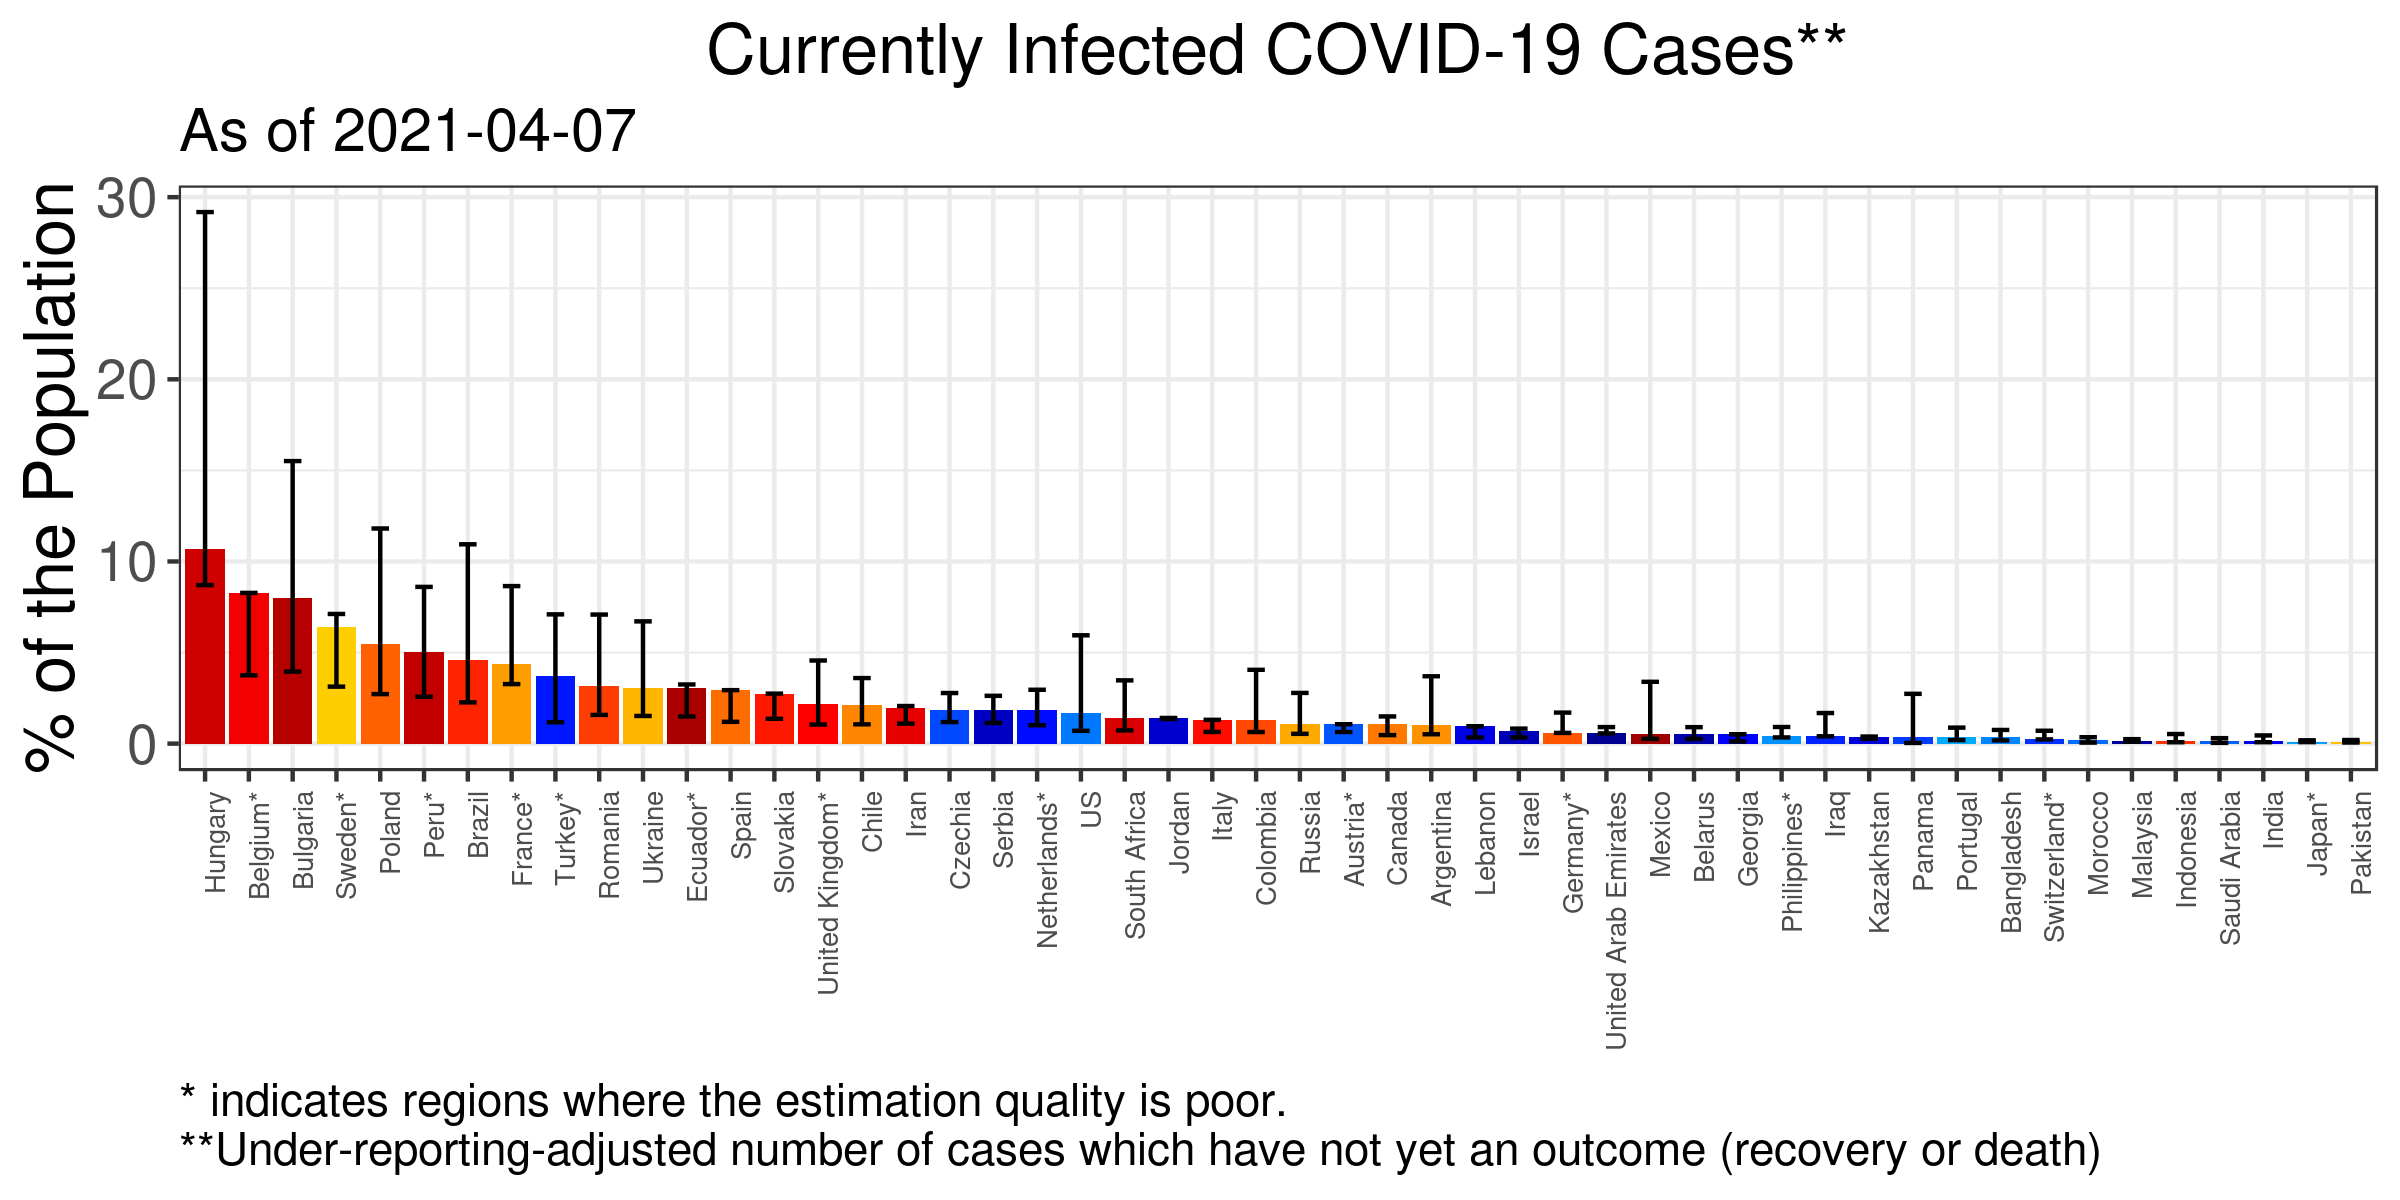 Currently Infected COVID-19 Cases**
As of 2021-04-07
% of the Population
30
20
10
0
Hungary
Belgium*
Bulgaria
Sweden*
Poland
Peru*
Brazil
France*
Turkey*
Romania
Ukraine
Ecuador*
Spain
Slovakia
United Kingdom*
Chile
Iran
Czechia
Serbia
Netherlands*
US
South Africa
Jordan
Italy
Colombia
Russia
Austria*
Canada
Argentina
Lebanon
Israel
Germany*
United Arab Emirates
Mexico
Belarus
Georgia
Philippines*
Iraq
Kazakhstan
Panama
Portugal
Bangladesh
Switzerland*
Morocco
Malaysia
Indonesia
Saudi Arabia
India
Japan*
Pakistan
* indicates regions where the estimation quality is poor.
**Under-reporting-adjusted number of cases which have not yet an outcome (recovery or death)